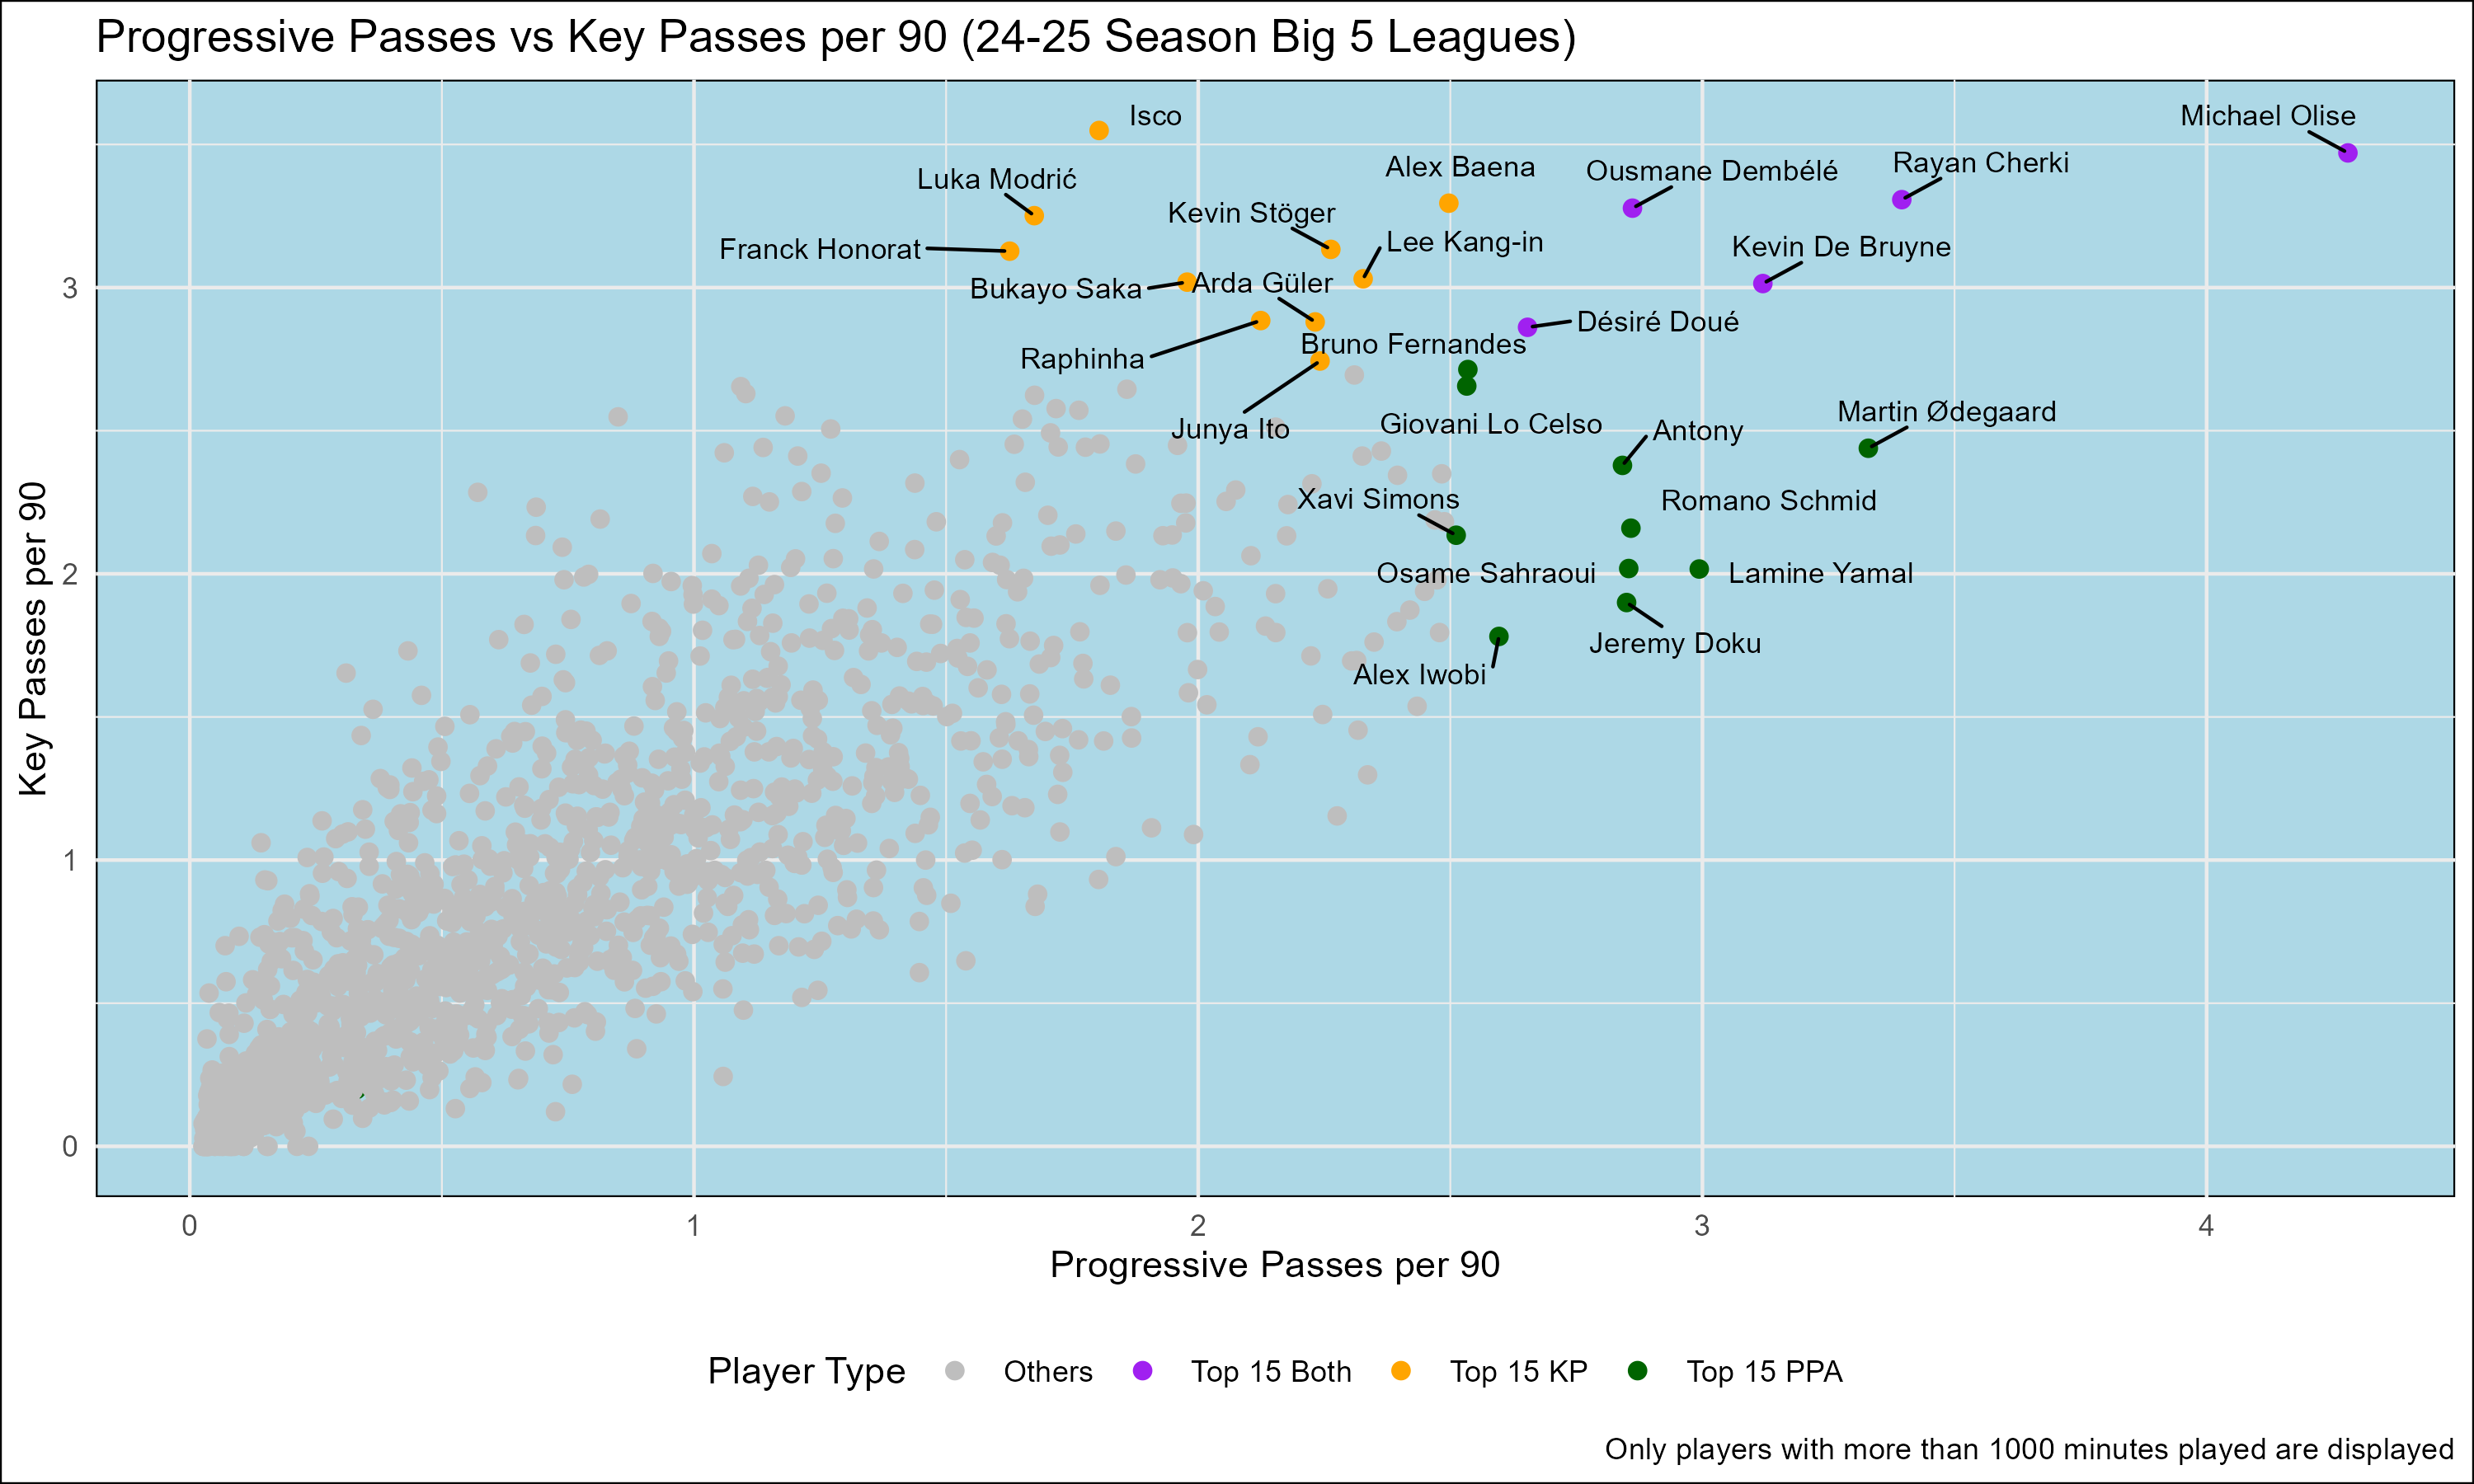 Progressive Passes vs Key Passes per 90 (24-25 Season Big 5 Leagues)
Isco
Michael Olise
Alex Baena
Ousmane Dembélé
Rayan Cherki
Luka Modrić
Kevin Stöger
Franck Honorat
Lee Kang-in
Kevin De Bruyne
Bukayo Saka
Arda Güler
Désiré Doué
Raphinha
Bruno Fernandes
Junya Ito
Giovani Lo Celso
Martin Ødegaard
Antony
Xavi Simons
Romano Schmid
Osame Sahraoui
Lamine Yamal
Jeremy Doku
Alex Iwobi
Key Passes per 90
3
2
1
0
0 1 2 3 4
Progressive Passes per 90
Player Type Others Top 15 Both Top 15 KP Top 15 PPA
Only players with more than 1000 minutes played are displayed